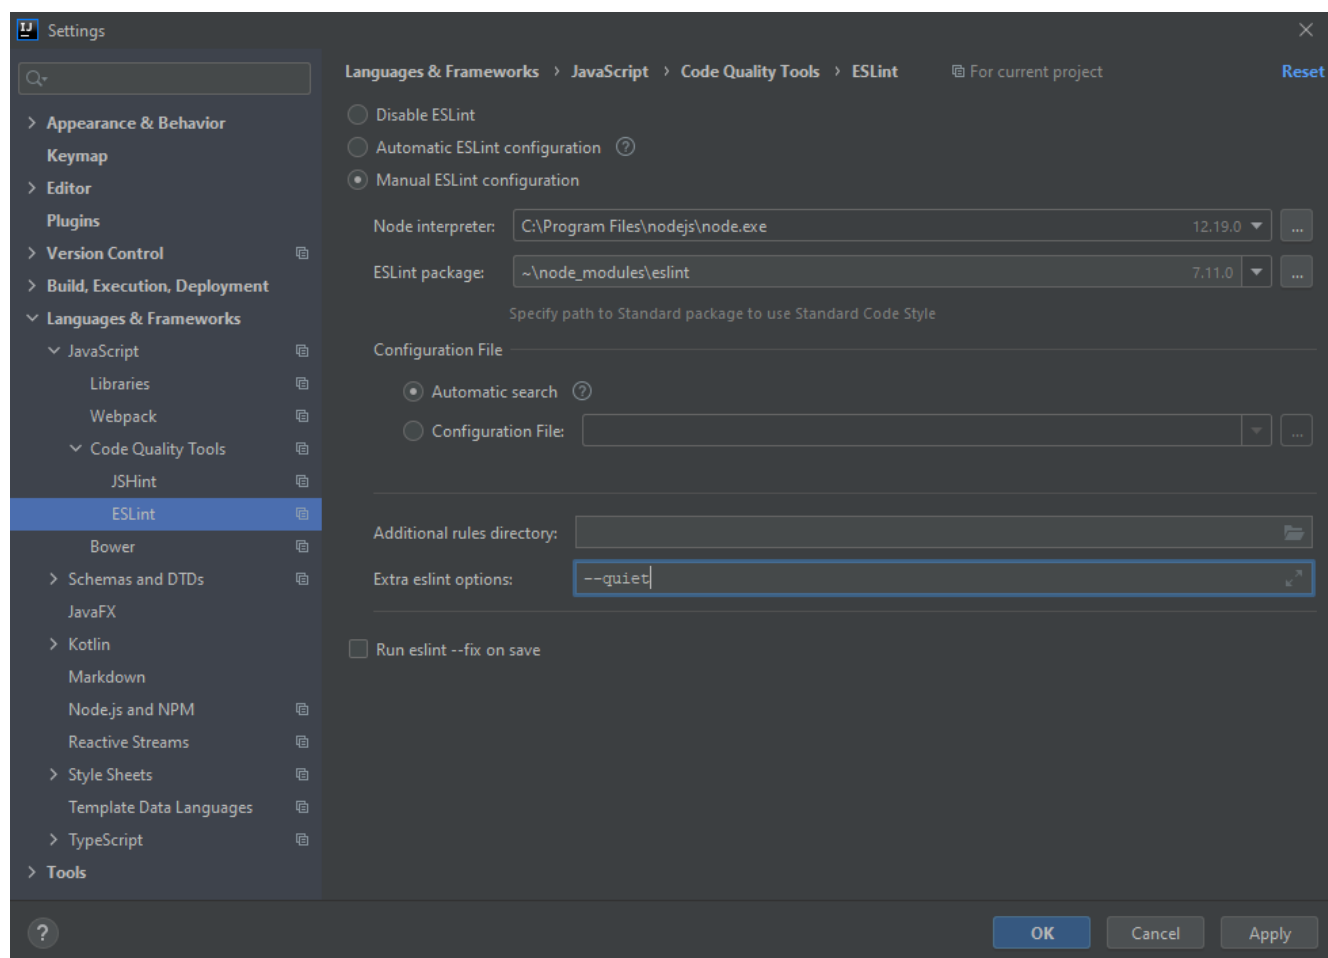 Settings
Languages & Frameworks > JavaScript > Code Quality Tools > ESLint For current project Reset
Appearance & Behavior
Keymap
Editor
Plugins
Version Control
Build, Execution, Deployment
Languages & Frameworks
JavaScript
Libraries
Webpack
Code Quality Tools
JSHint
ESLint
Bower
Schemas and DTDs
JavaFX
Kotlin
Markdown
Node.js and NPM
Reactive Streams
Style Sheets
Template Data Languages
TypeScript
Tools
Disable ESLint
Automatic ESLint configuration ?
Manual ESLint configuration
Node interpreter: C:\Program Files\nodejs\node.exe 12.19.0 ...
ESLint package: ~\node_modules\eslint 7.11.0 ...
Specify path to Standard package to use Standard Code Style
Configuration File
Automatic search ?
Configuration File: ...
Additional rules directory:
Extra eslint options: --quiet
Run eslint --fix on save
? OK Cancel Apply